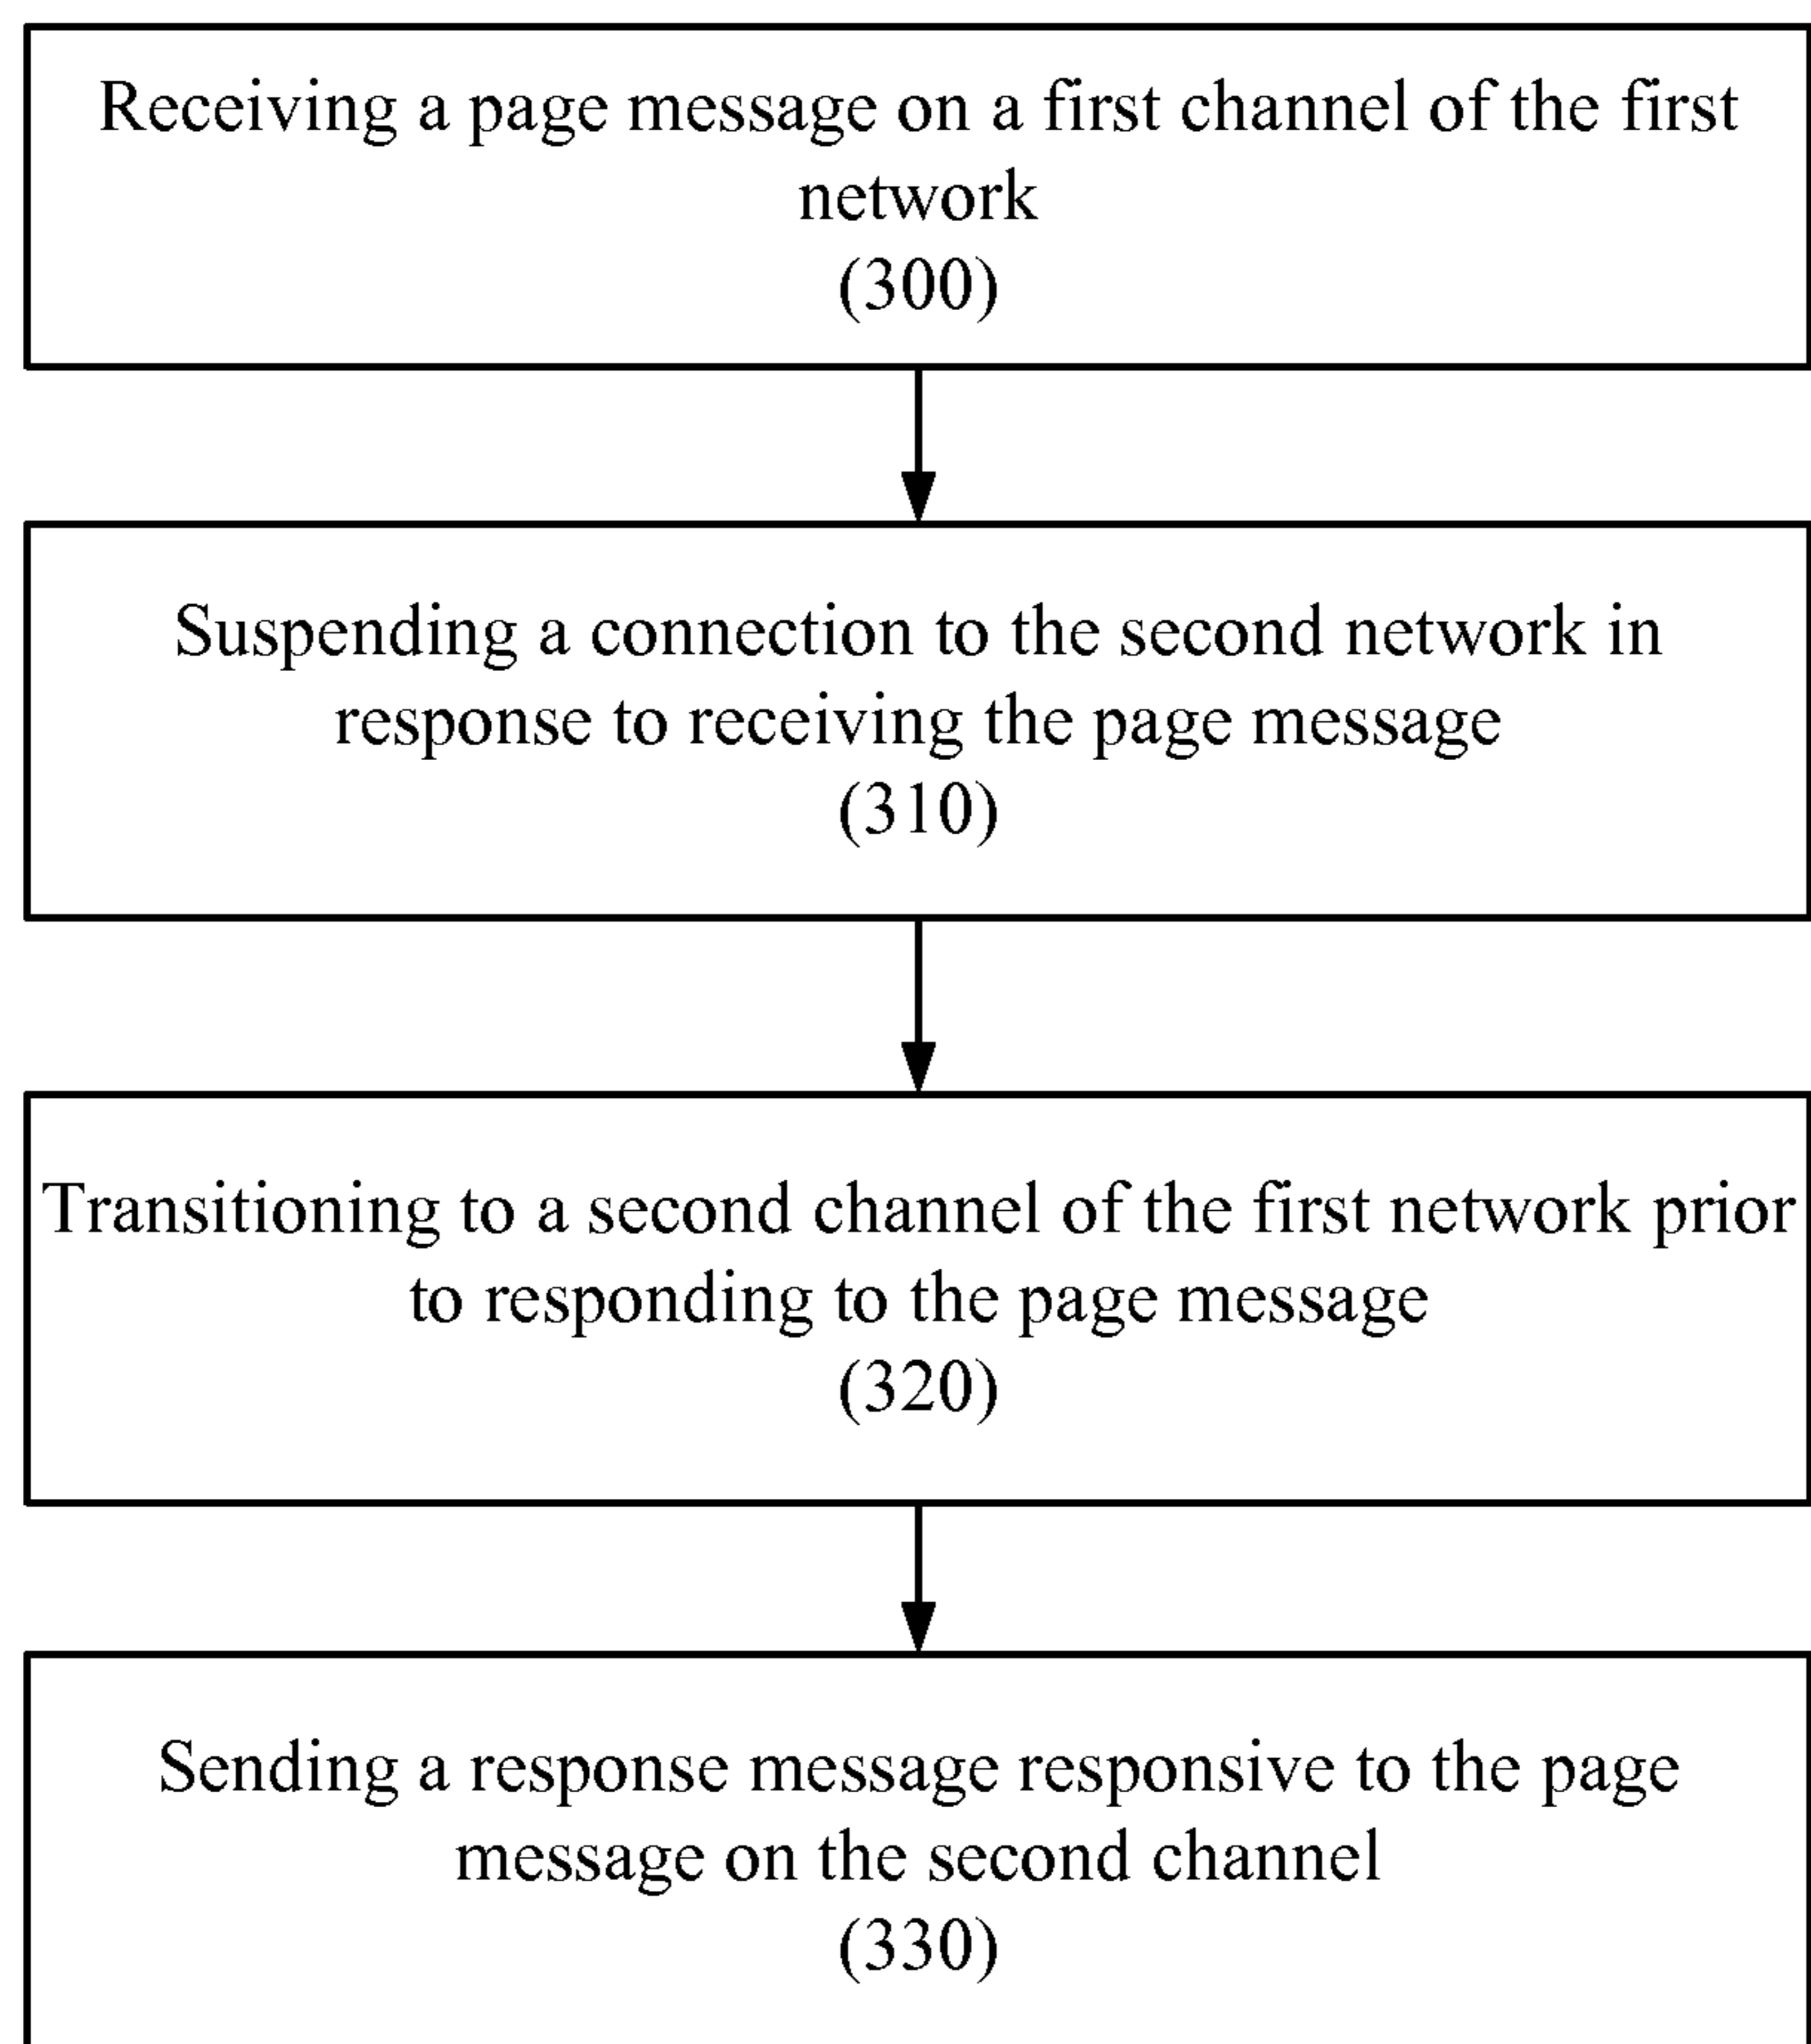 Receiving a page message on a first channel of the first
network
(300)
Suspending a connection to the second network in
response to receiving the page message
(310)
Transitioning to a second channel of the first network prior
to responding to the page message
(320)
Sending a response message responsive to the page
message on the second channel
(330)